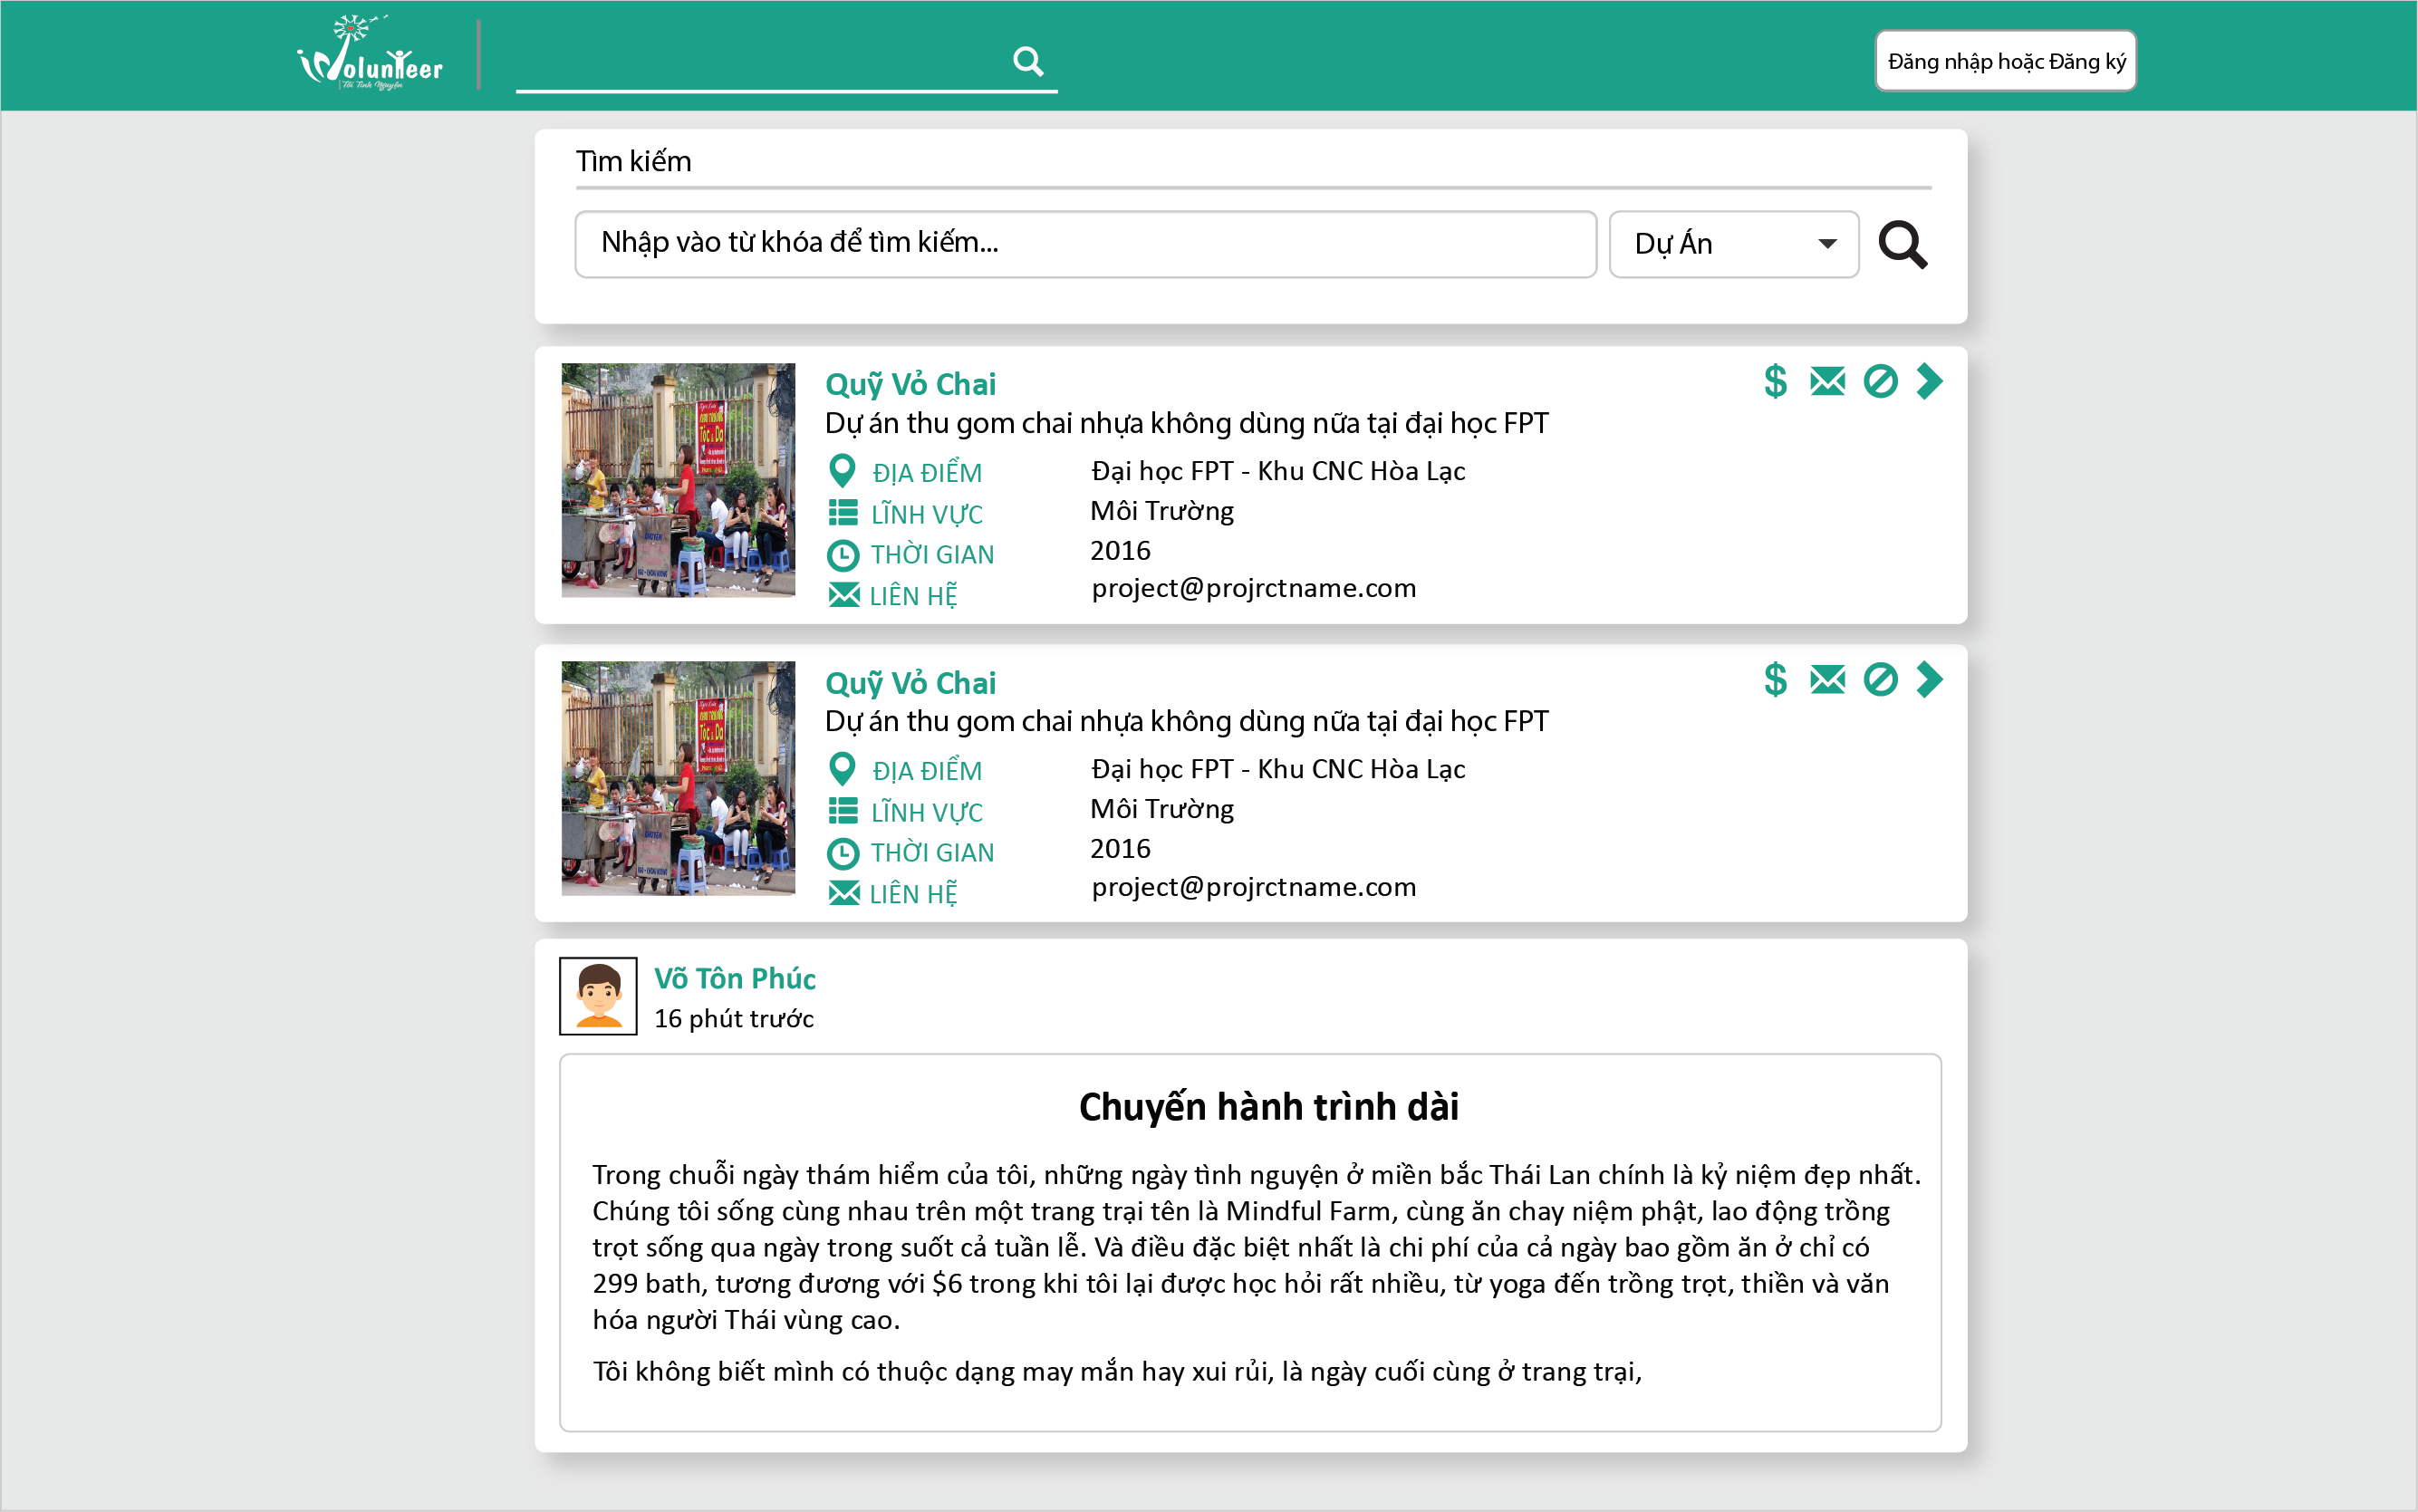 Volunteer
Tôi Tình Nguyện
Đăng nhập hoặc Đăng ký
Tìm kiếm
Nhập vào từ khóa để tìm kiếm...
Dự Án
Quỹ Vỏ Chai
Dự án thu gom chai nhựa không dùng nữa tại đại học FPT
ĐỊA ĐIỂM Đại học FPT - Khu CNC Hòa Lạc
LĨNH VỰC Môi Trường
THỜI GIAN 2016
LIÊN HẸ̃ project@projrctname.com
Tóc & Da
Quỹ Vỏ Chai
Dự án thu gom chai nhựa không dùng nữa tại đại học FPT
ĐỊA ĐIỂM Đại học FPT - Khu CNC Hòa Lạc
LĨNH VỰC Môi Trường
THỜI GIAN 2016
LIÊN HẸ̃ project@projrctname.com
Tóc & Da
Võ Tôn Phúc
16 phút trước
Chuyến hành trình dài
Trong chuỗi ngày thám hiểm của tôi, những ngày tình nguyện ở miền bắc Thái Lan chính là kỷ niệm đẹp nhất.
Chúng tôi sống cùng nhau trên một trang trại tên là Mindful Farm, cùng ăn chay niệm phật, lao động trồng
trọt sống qua ngày trong suốt cả tuần lễ. Và điều đặc biệt nhất là chi phí của cả ngày bao gồm ăn ở chỉ có
299 bath, tương đương với $6 trong khi tôi lại được học hỏi rất nhiều, từ yoga đến trồng trọt, thiền và văn
hóa người Thái vùng cao.
Tôi không biết mình có thuộc dạng may mắn hay xui rủi, là ngày cuối cùng ở trang trại,